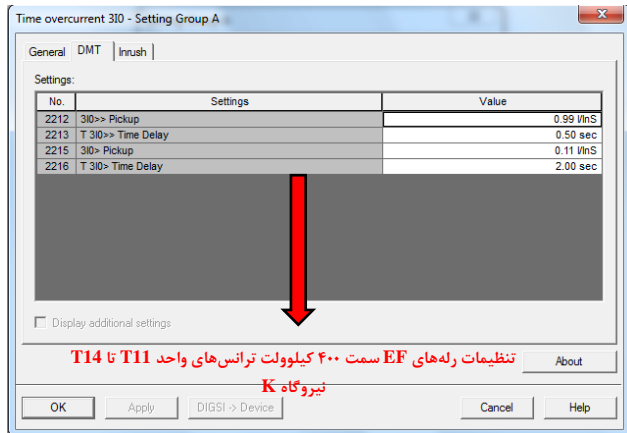 Time overcurrent 3I0 - Setting Group A
General DMT Inrush
Settings:
No. Settings Value
2212 3I0>> Pickup 0.99 I/InS
2213 T 3I0>> Time Delay 0.50 sec
2215 3I0> Pickup 0.11 I/InS
2216 T 3I0> Time Delay 2.00 sec
Display additional settings
تنظیمات رله‌های EF سمت ۴۰۰ کیلوولت ترانس‌های واحد T11 تا T14
نیروگاه K
About
OK Apply DIGSI -> Device Cancel Help